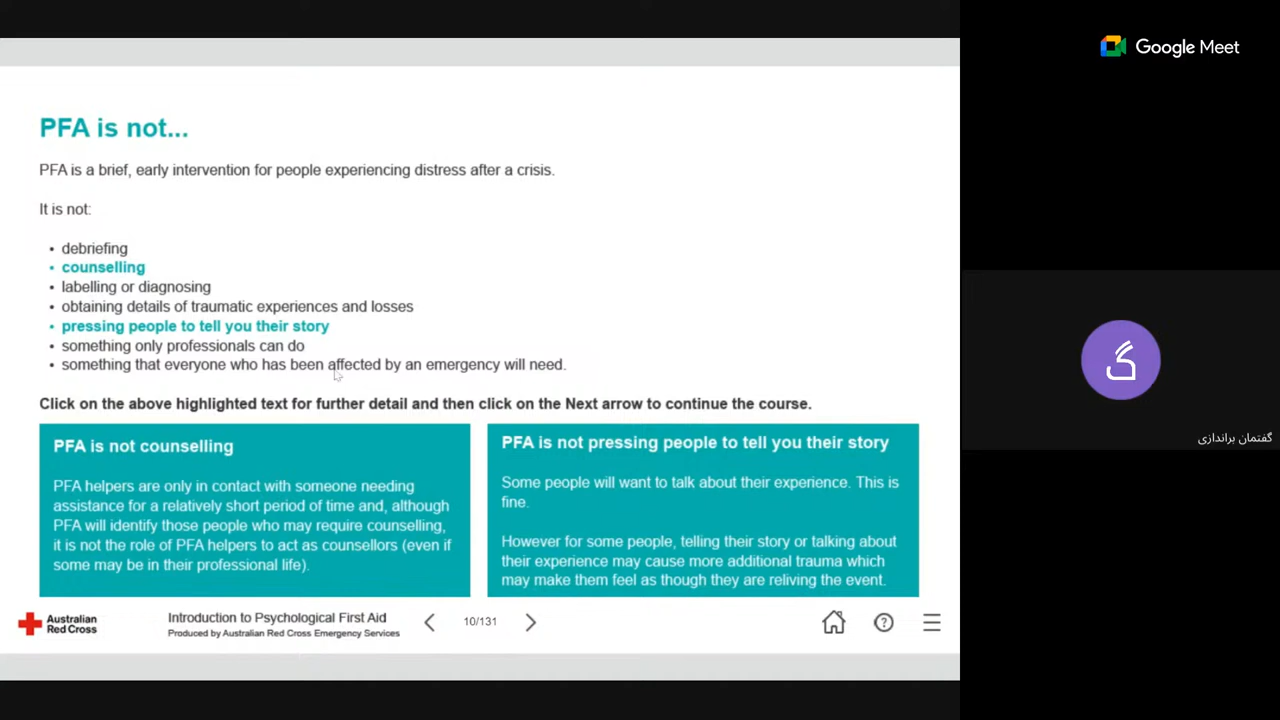 Google Meet
PFA is not...
PFA is a brief, early intervention for people experiencing distress after a crisis.
It is not:
• debriefing
• counselling
• labelling or diagnosing
• obtaining details of traumatic experiences and losses
• pressing people to tell you their story
• something only professionals can do
• something that everyone who has been affected by an emergency will need.
Click on the above highlighted text for further detail and then click on the Next arrow to continue the course.
PFA is not counselling
PFA helpers are only in contact with someone needing
assistance for a relatively short period of time and, although
PFA will identify those people who may require counselling,
it is not the role of PFA helpers to act as counsellors (even if
some may be in their professional life).
PFA is not pressing people to tell you their story
Some people will want to talk about their experience. This is
fine.
However for some people, telling their story or talking about
their experience may cause more additional trauma which
may make them feel as though they are reliving the event.
Australian
Red Cross
Introduction to Psychological First Aid
Produced by Australian Red Cross Emergency Services
10/131
گ
گفتمان براندازی